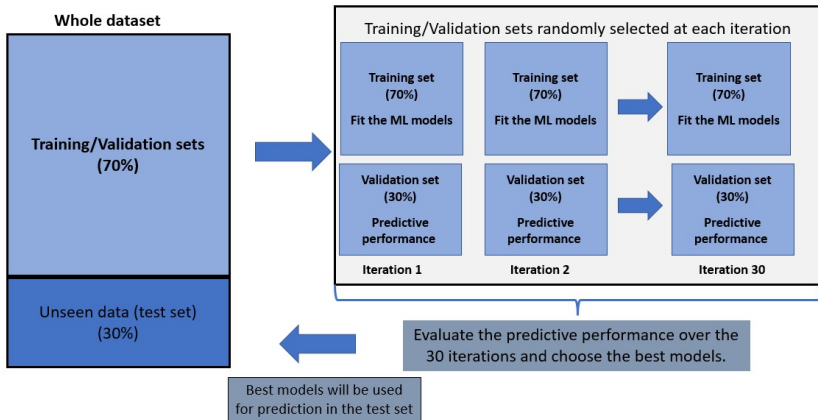 Whole dataset
Training/Validation sets
(70%)
Unseen data (test set)
(30%)
Training/Validation sets randomly selected at each iteration
Training set
(70%)
Fit the ML models
Validation set
(30%)
Predictive
performance
Iteration 1
Training set
(70%)
Fit the ML models
Validation set
(30%)
Predictive
performance
Iteration 2
Training set
(70%)
Fit the ML models
Validation set
(30%)
Predictive
performance
Iteration 30
Evaluate the predictive performance over the
30 iterations and choose the best models.
Best models will be used
for prediction in the test set